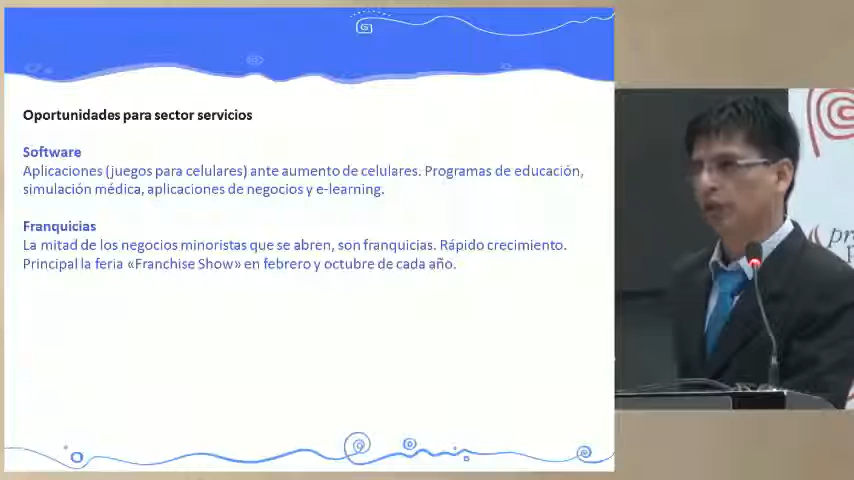 Oportunidades para sector servicios
Software
Aplicaciones (juegos para celulares) ante aumento de celulares. Programas de educación,
simulación médica, aplicaciones de negocios y e-learning.
Franquicias
La mitad de los negocios minoristas que se abren, son franquicias. Rápido crecimiento.
Principal la feria «Franchise Show» en febrero y octubre de cada año.